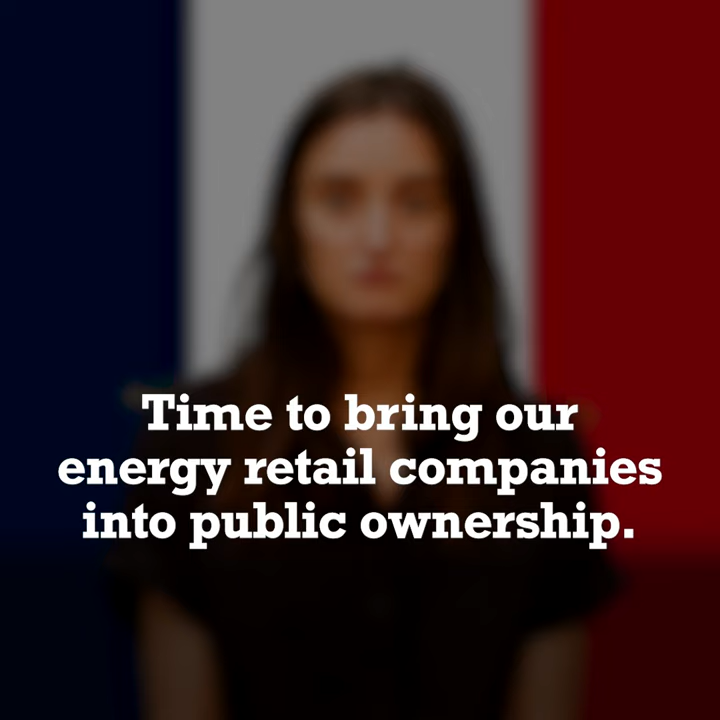 Time to bring our
energy retail companies
into public ownership.